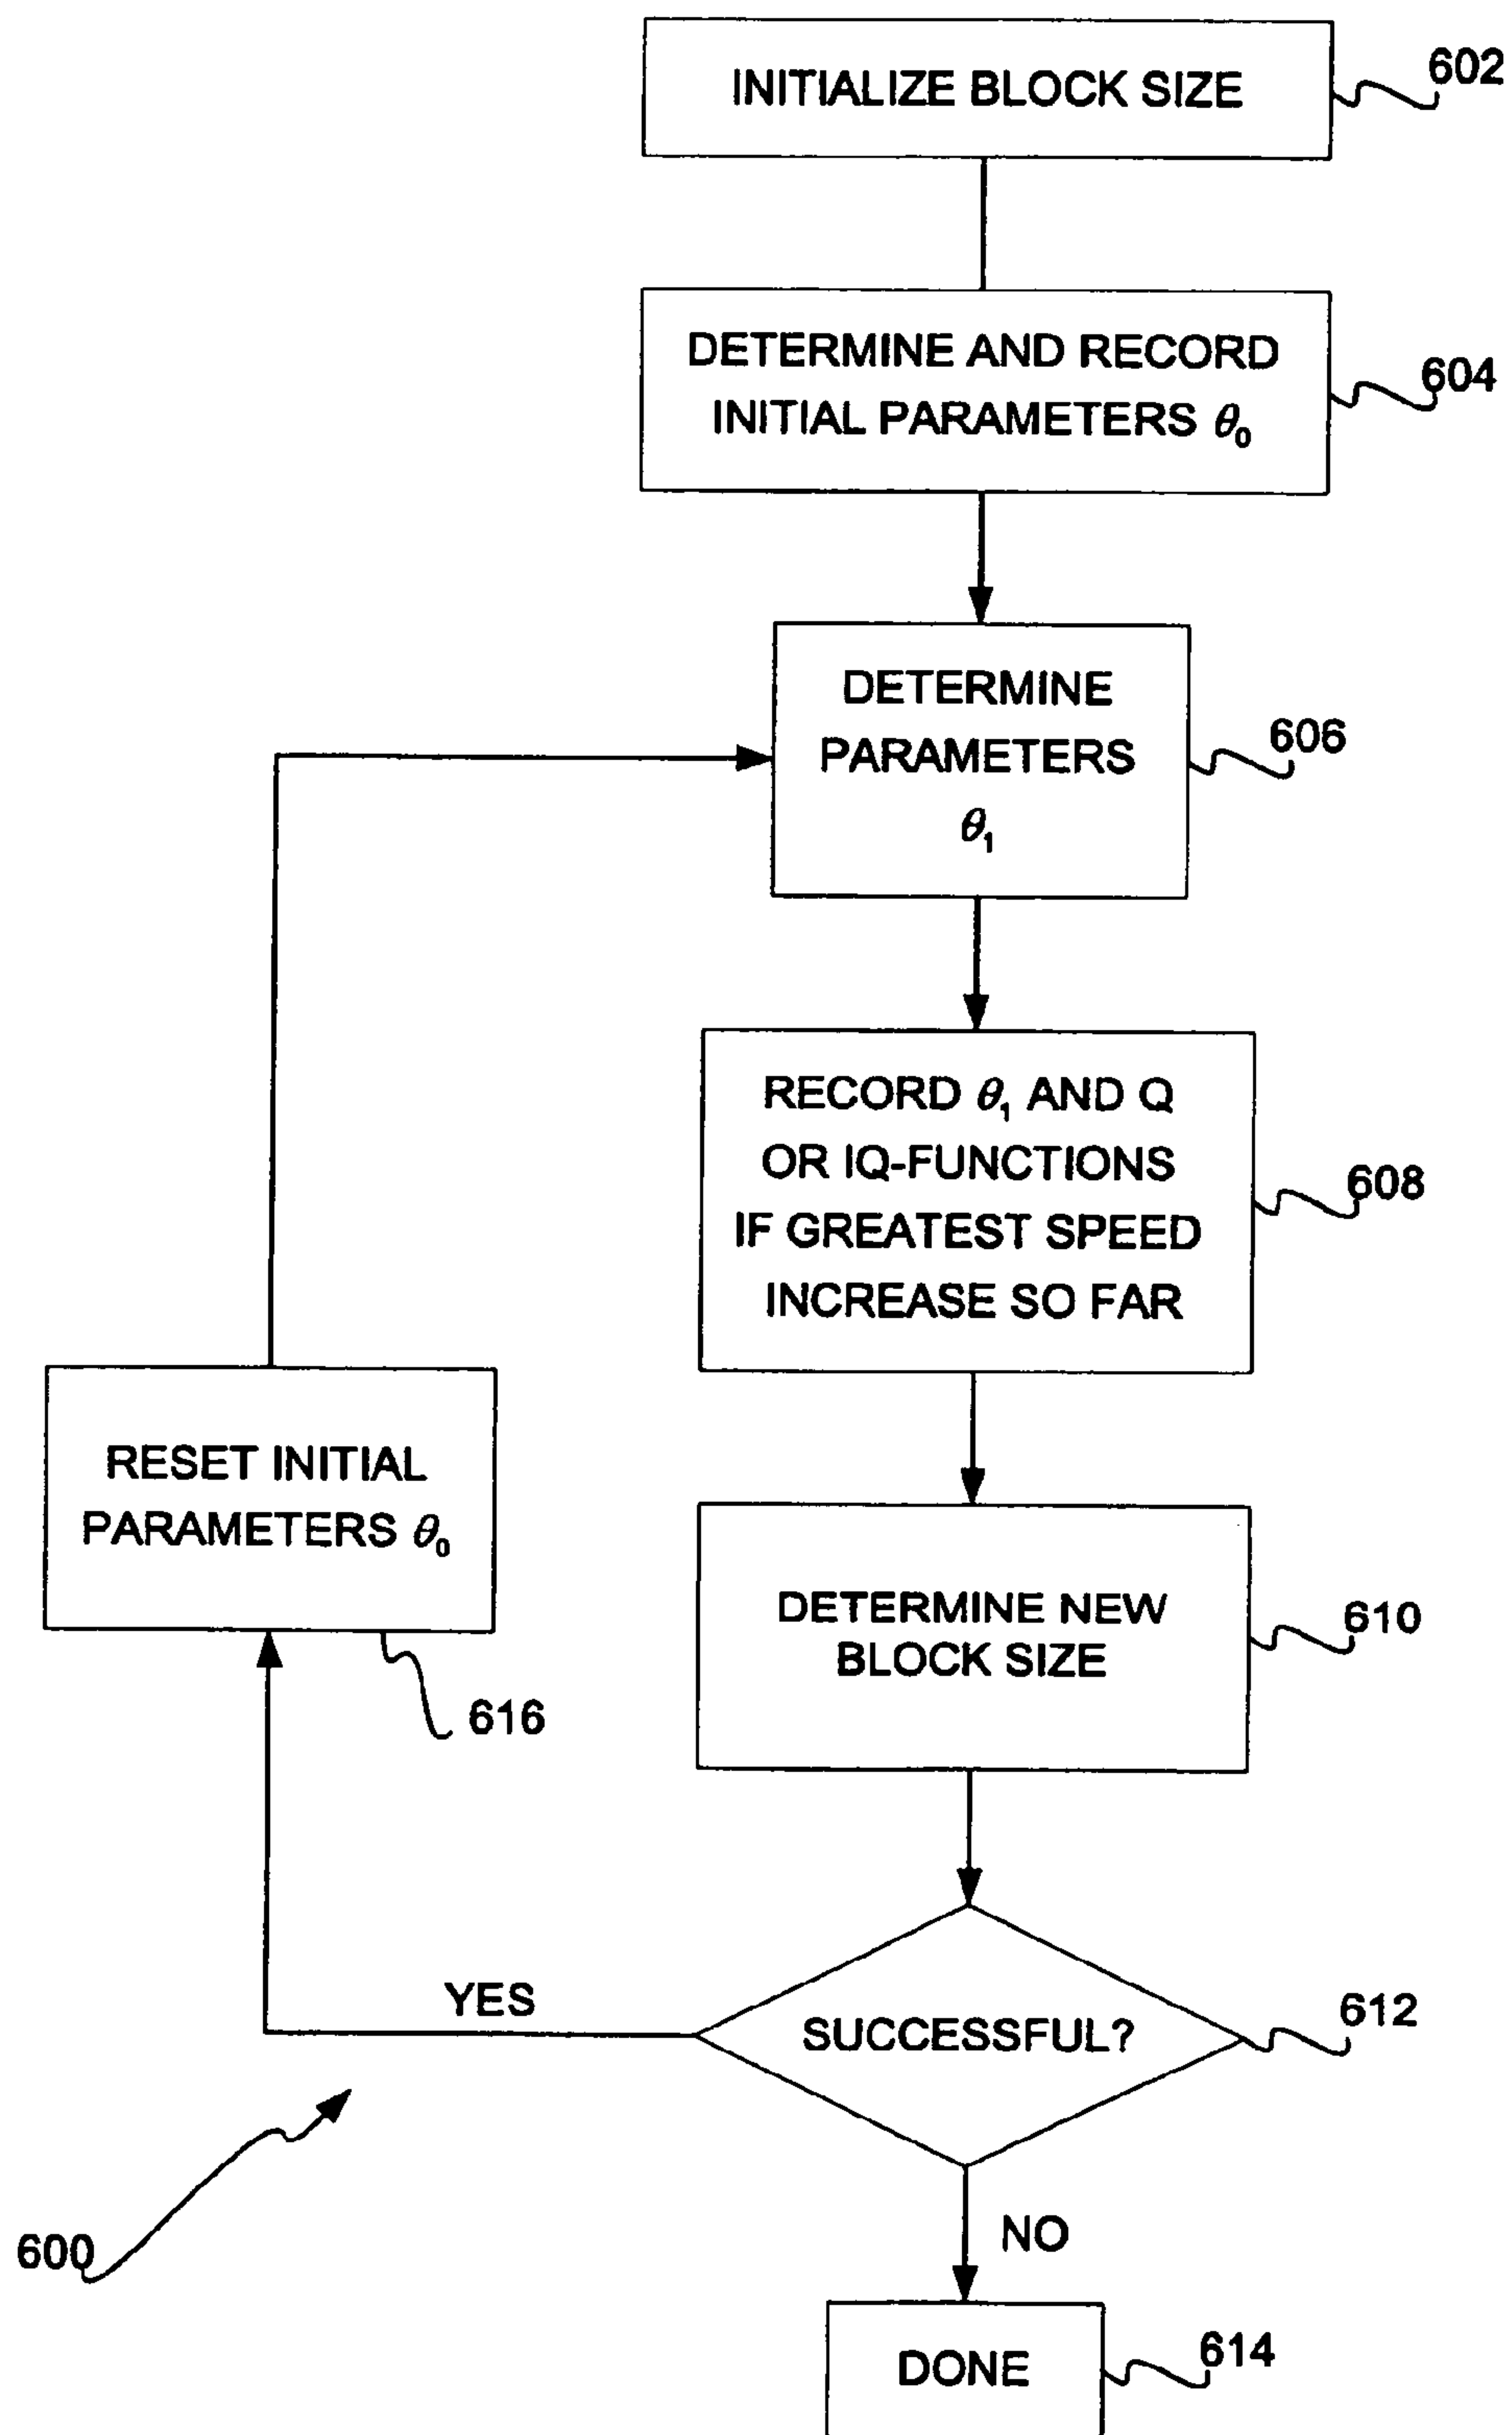 INITIALIZE BLOCK SIZE
602
DETERMINE AND RECORD
INITIAL PARAMETERS θ₀
604
DETERMINE
PARAMETERS
θ₁
606
RECORD θ₁ AND Q
OR IQ-FUNCTIONS
IF GREATEST SPEED
INCREASE SO FAR
608
RESET INITIAL
PARAMETERS θ₀
616
DETERMINE NEW
BLOCK SIZE
610
YES
SUCCESSFUL?
612
600
NO
DONE
614